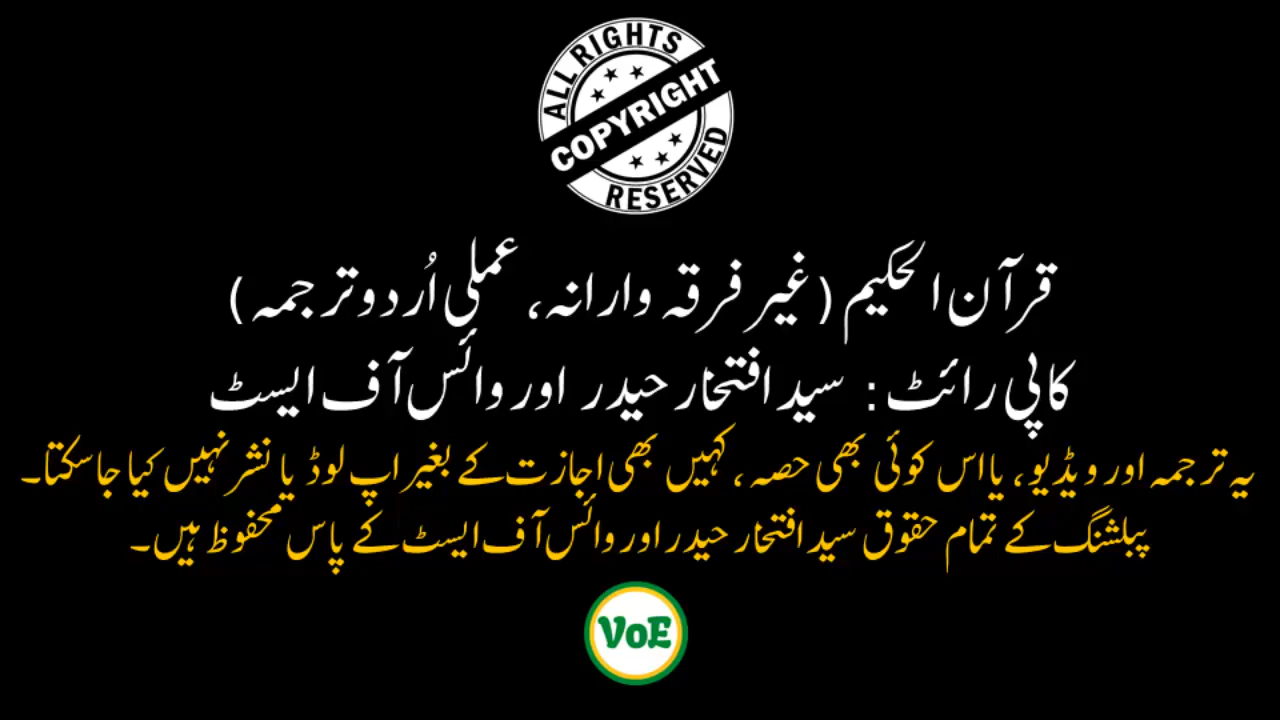 ALL RIGHTS
COPYRIGHT
RESERVED
قرآن الحکیم (غیر فرقہ وارانہ، عملی اُردو ترجمہ)
کاپی رائٹ: سید افتخار حیدر اور وائس آف ایسٹ
یہ ترجمہ اور ویڈیو، یا اس کوئی بھی حصہ، کہیں بھی اجازت کے بغیر اپ لوڈ یا نشر نہیں کیا جا سکتا۔
پبلشنگ کے تمام حقوق سید افتخار حیدر اور وائس آف ایسٹ کے پاس محفوظ ہیں۔
VoE